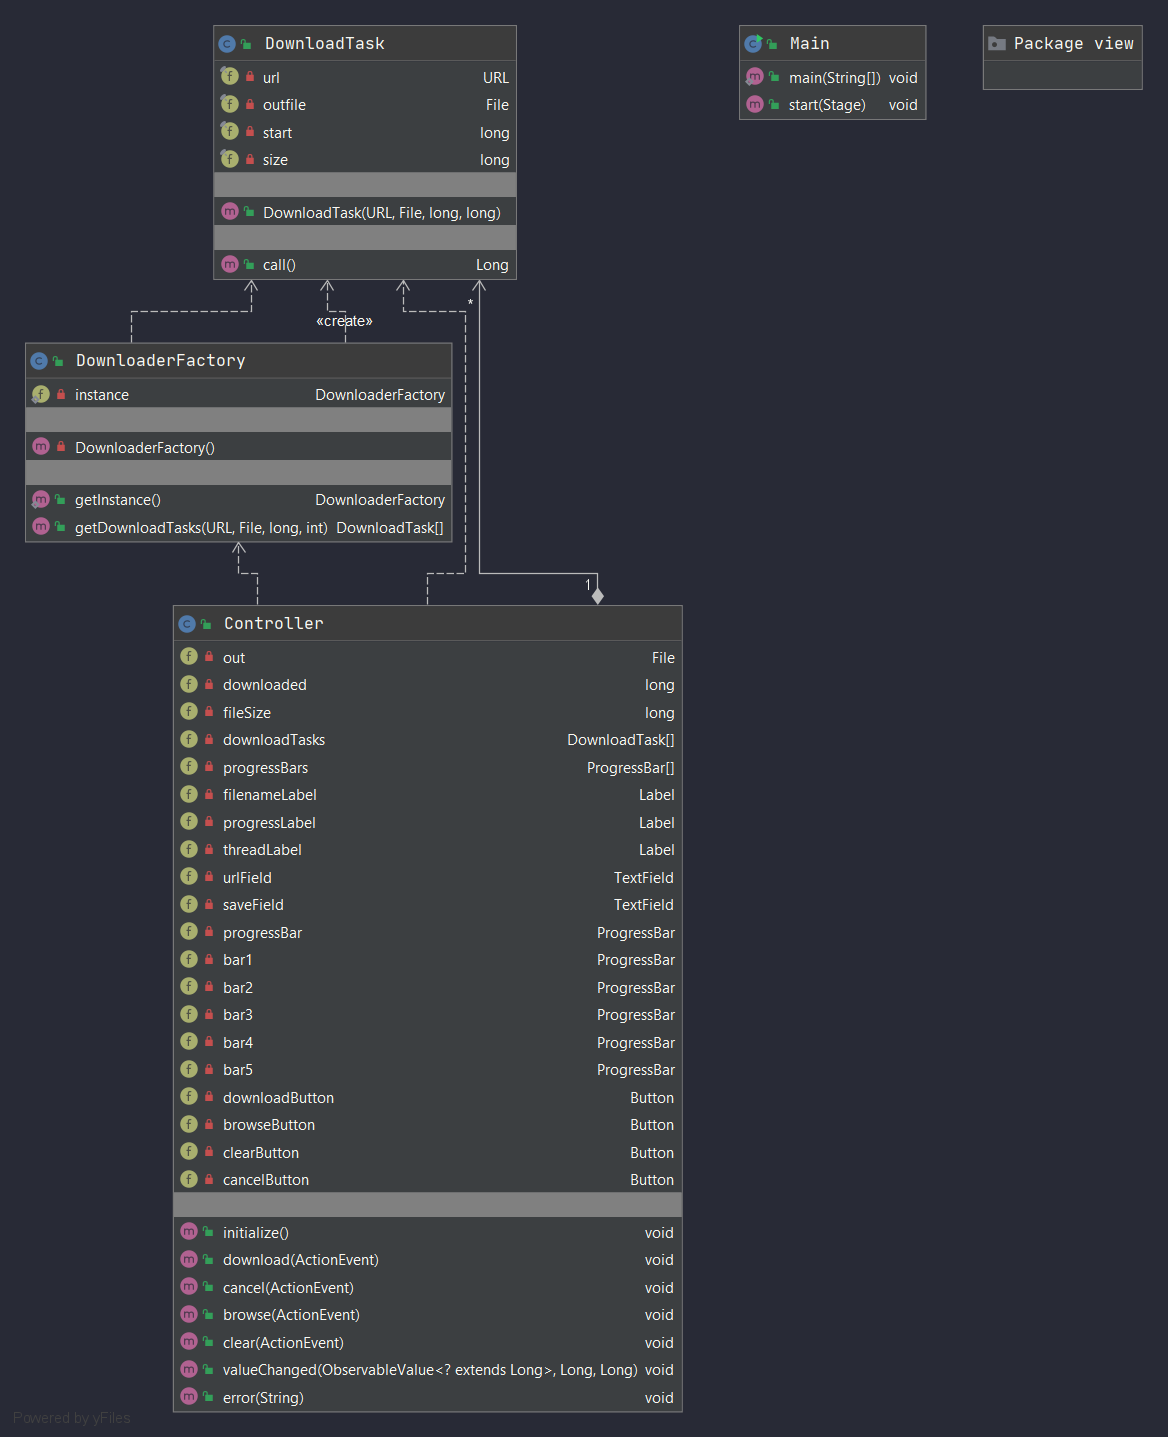 DownloadTask
url URL
outfile File
start long
size long
DownloadTask(URL, File, long, long)
call() Long
Main
main(String[]) void
start(Stage) void
Package view
*
«create»
DownloaderFactory
instance DownloaderFactory
DownloaderFactory()
getInstance() DownloaderFactory
getDownloadTasks(URL, File, long, int) DownloadTask[]
1
Controller
out File
downloaded long
fileSize long
downloadTasks DownloadTask[]
progressBars ProgressBar[]
filenameLabel Label
progressLabel Label
threadLabel Label
urlField TextField
saveField TextField
progressBar ProgressBar
bar1 ProgressBar
bar2 ProgressBar
bar3 ProgressBar
bar4 ProgressBar
bar5 ProgressBar
downloadButton Button
browseButton Button
clearButton Button
cancelButton Button
initialize() void
download(ActionEvent) void
cancel(ActionEvent) void
browse(ActionEvent) void
clear(ActionEvent) void
valueChanged(ObservableValue<? extends Long>, Long, Long) void
error(String) void
Powered by yFiles